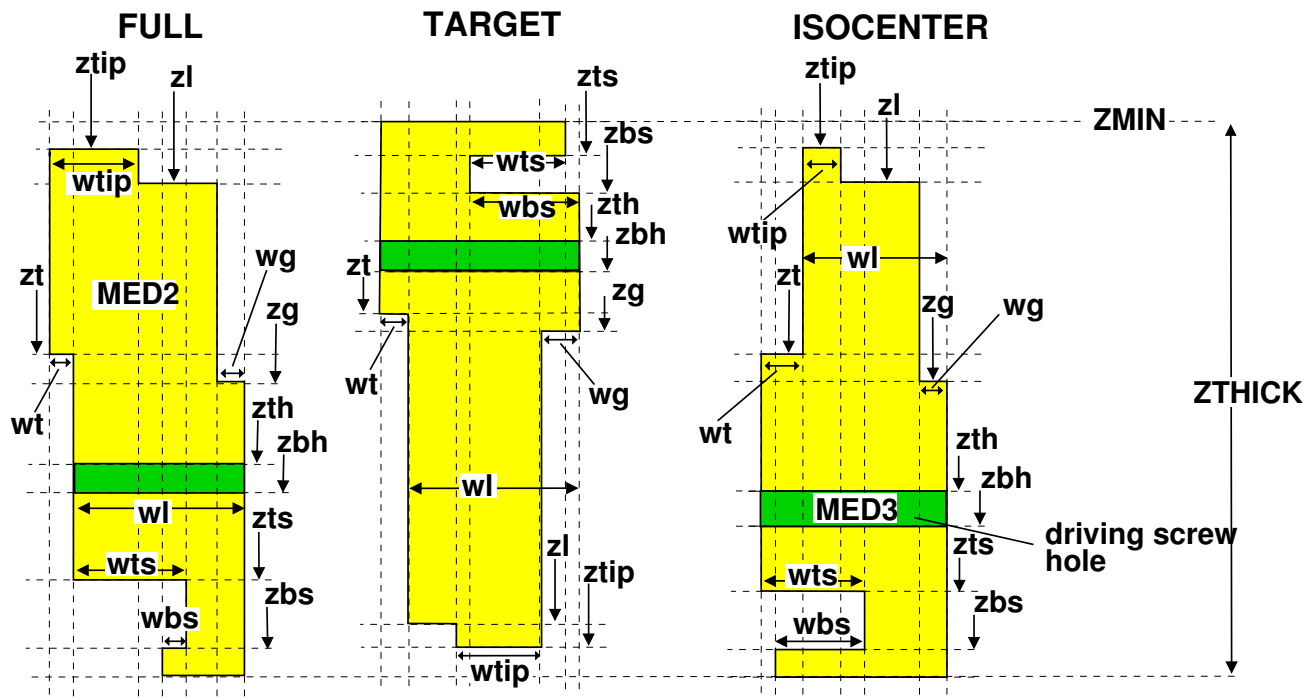 FULL
TARGET
ISOCENTER
ztip
zl
wtip
MED2
zt
wg
zg
wt
zth
zbh
wl
zts
wts
zbs
wbs
zts
zbs
wts
wbs
zth
zbh
zt
zg
wt
wg
wl
zl
ztip
wtip
ztip
zl
ZMIN
wtip
wl
zt
zg
wg
wt
ZTHICK
zth
zbh
MED3
driving screw
hole
zts
wts
zbs
wbs